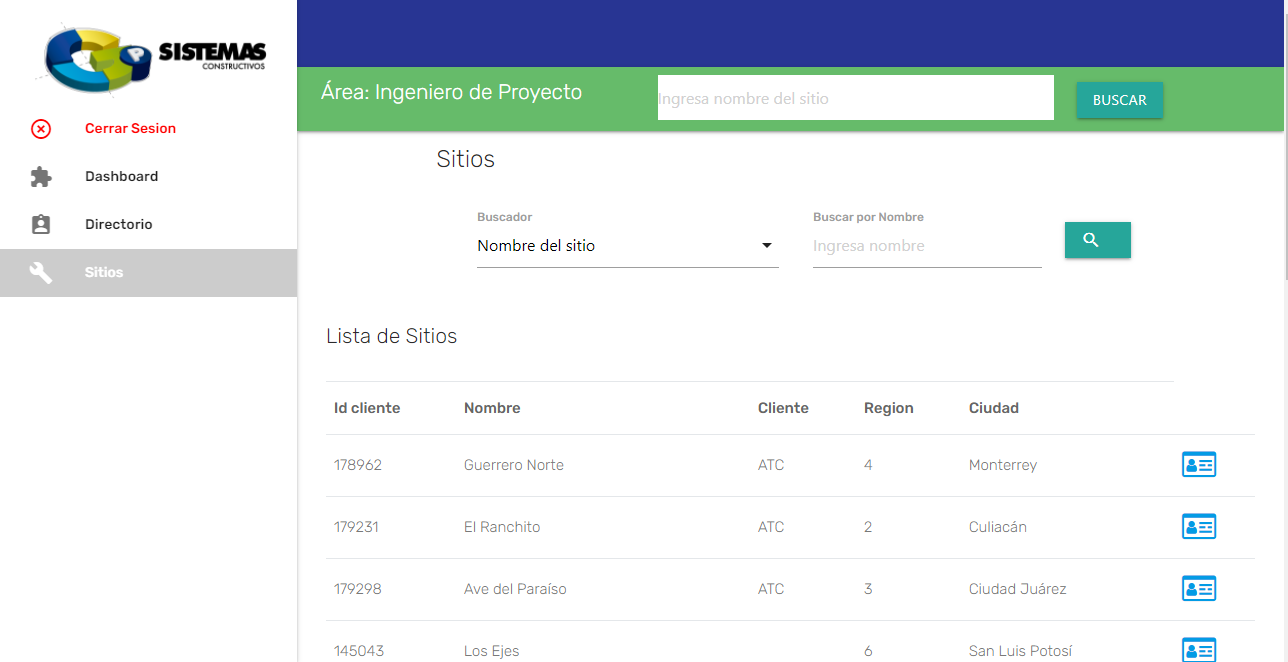 SISTEMAS
CONSTRUCTIVOS
Cerrar Sesion
Dashboard
Directorio
Sitios
Área: Ingeniero de Proyecto
Ingresa nombre del sitio
BUSCAR
Sitios
Buscador
Nombre del sitio
Buscar por Nombre
Ingresa nombre
Lista de Sitios
Id cliente Nombre Cliente Region Ciudad
178962 Guerrero Norte ATC 4 Monterrey
179231 El Ranchito ATC 2 Culiacán
179298 Ave del Paraíso ATC 3 Ciudad Juárez
145043 Los Ejes 6 San Luis Potosí